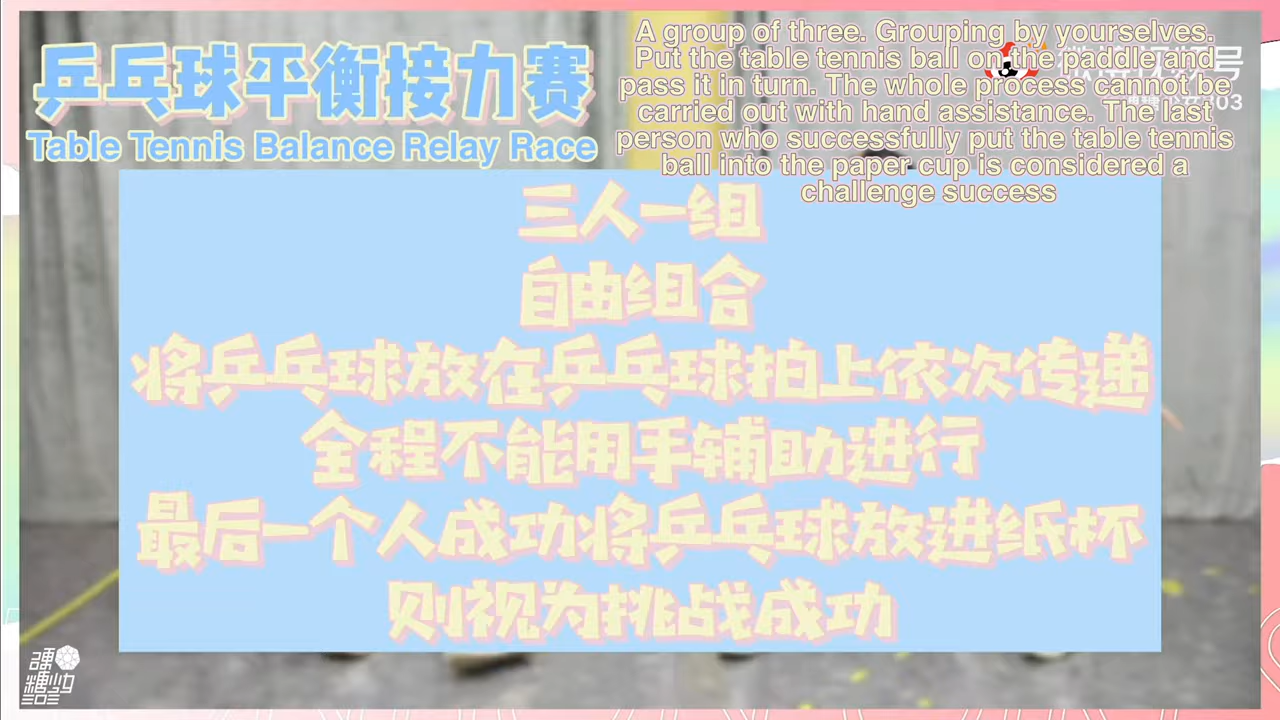 乒乓球平衡接力赛
Table Tennis Balance Relay Race
A group of three. Grouping by yourselves.
Put the table tennis ball on the paddle and
pass it in turn. The whole process cannot be
carried out with hand assistance. The last
person who successfully put the table tennis
ball into the paper cup is considered a
challenge success
三人一组
自由组合
将乒乓球放在乒乓球拍上依次传递
全程不能用手辅助进行
最后一个人成功将乒乓球放进纸杯
则视为挑战成功
硬糖少女
303